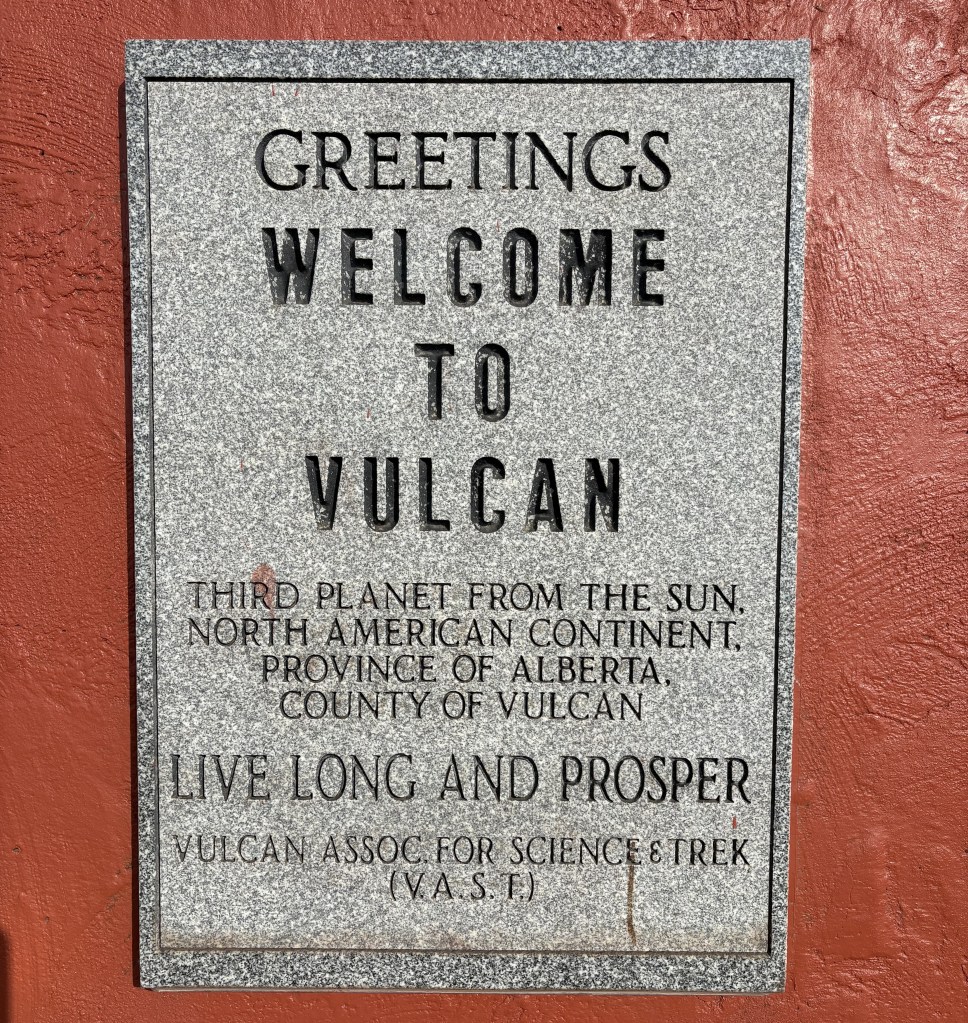 GREETINGS
WELCOME
TO
VULCAN
THIRD PLANET FROM THE SUN,
NORTH AMERICAN CONTINENT,
PROVINCE OF ALBERTA,
COUNTY OF VULCAN
LIVE LONG AND PROSPER
VULCAN ASSOC. FOR SCIENCE & TREK
(V.A.S.T.)